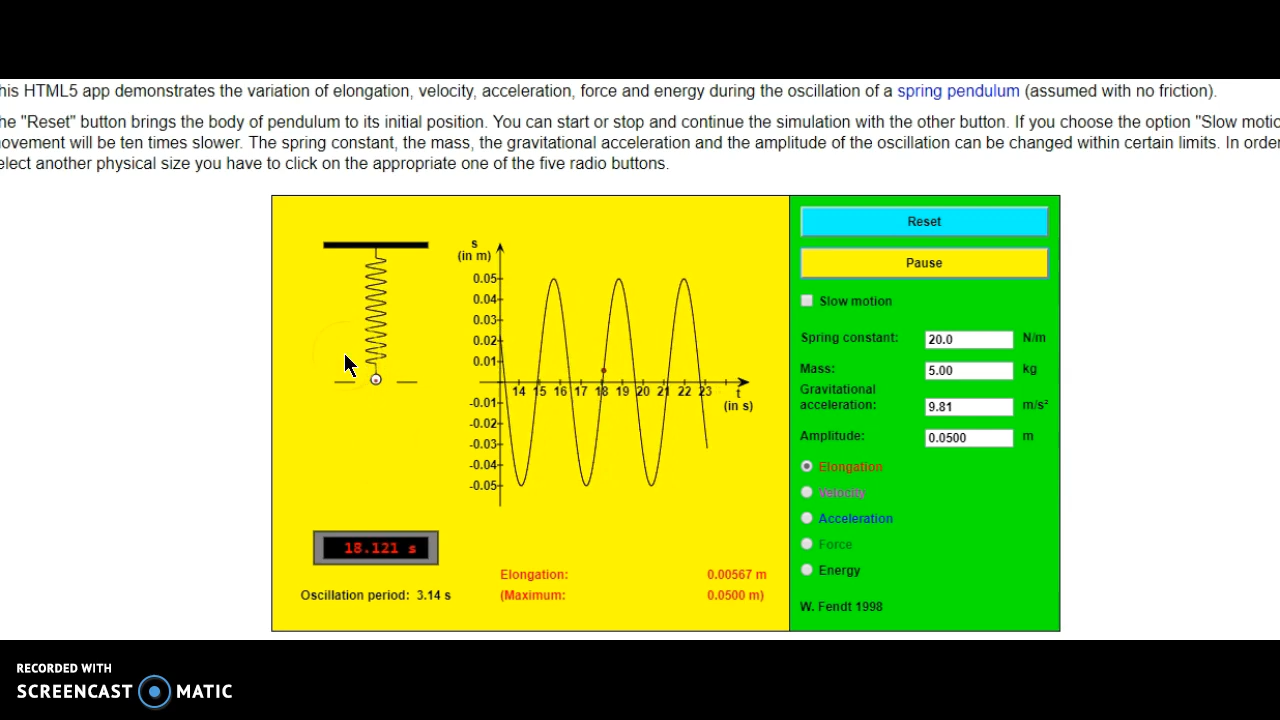 his HTML5 app demonstrates the variation of elongation, velocity, acceleration, force and energy during the oscillation of a spring pendulum (assumed with no friction).
he "Reset" button brings the body of pendulum to its initial position. You can start or stop and continue the simulation with the other button. If you choose the option "Slow motio
ovement will be ten times slower. The spring constant, the mass, the gravitational acceleration and the amplitude of the oscillation can be changed within certain limits. In order
elect another physical size you have to click on the appropriate one of the five radio buttons.
s
(in m)
0.05
0.04
0.03
0.02
0.01
-0.01
-0.02
-0.03
-0.04
-0.05
14 15 16 17 18 19 20 21 22 23
t
(in s)
18.121 s
Oscillation period: 3.14 s
Elongation: 0.00567 m
(Maximum: 0.0500 m)
Reset
Pause
Slow motion
Spring constant: 20.0 N/m
Mass: 5.00 kg
Gravitational
acceleration: 9.81 m/s²
Amplitude: 0.0500 m
Elongation
Velocity
Acceleration
Force
Energy
W. Fendt 1998
RECORDED WITH
SCREENCAST MATIC